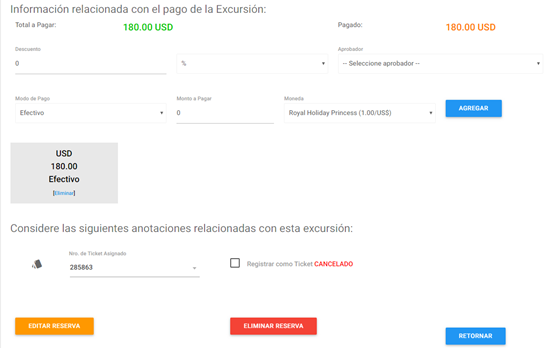 Información relacionada con el pago de la Excursión:
Total a Pagar: 180.00 USD Pagado: 180.00 USD
Descuento Aprobador
0 % -- Seleccione aprobador --
Modo de Pago Monto a Pagar Moneda
Efectivo 0 Royal Holiday Princess (1.00/US$) AGREGAR
USD
180.00
Efectivo
[Eliminar]
Considere las siguientes anotaciones relacionadas con esta excursión:
Nro. de Ticket Asignado
285863 Registrar como Ticket CANCELADO
EDITAR RESERVA ELIMINAR RESERVA RETORNAR